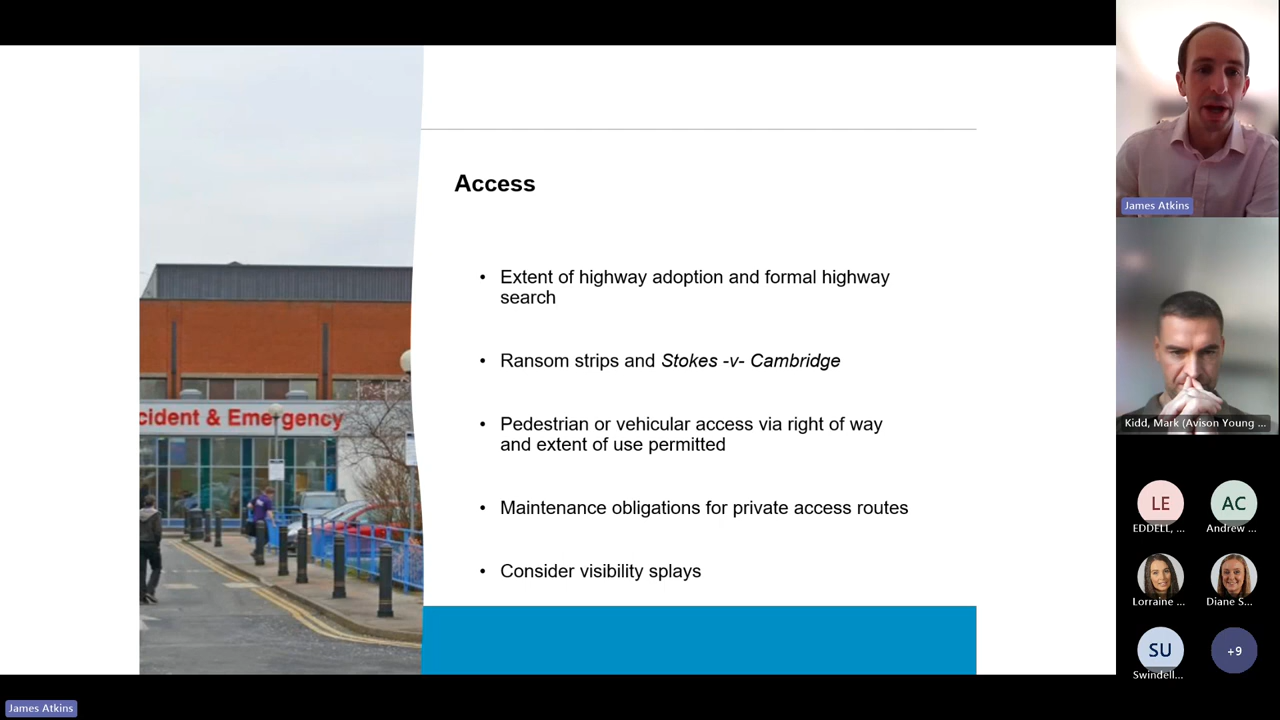 Access
• Extent of highway adoption and formal highway
search
• Ransom strips and Stokes -v- Cambridge
• Pedestrian or vehicular access via right of way
and extent of use permitted
• Maintenance obligations for private access routes
• Consider visibility splays
cident & Emergency
James Atkins
Kidd, Mark (Avison Young ...
LE
AC
EDDELL, ...
Andrew ...
Lorraine ...
Diane S...
SU
+9
Swindell...
James Atkins